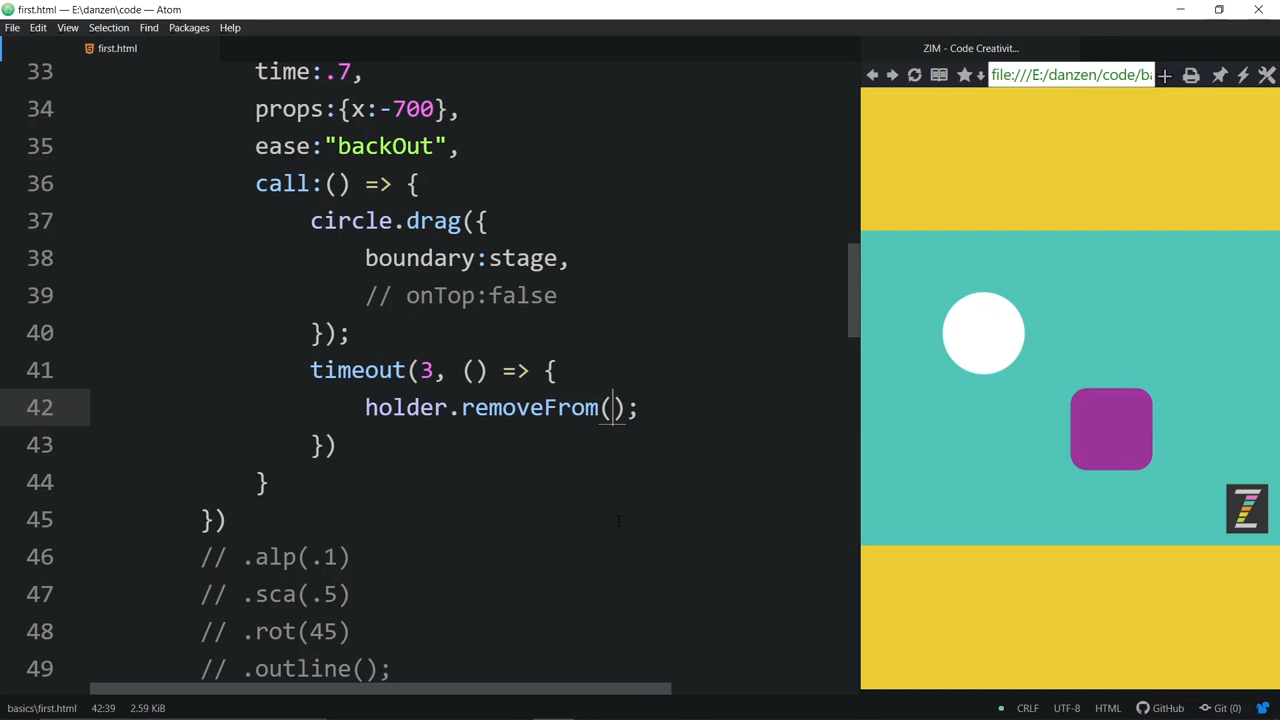 first.html — E:\danzen\code — Atom
File Edit View Selection Find Packages Help
first.html
ZIM - Code Creativit...
file:///E:/danzen/code/ba
33 time:.7,
34 props:{x:-700},
35 ease:"backOut",
36 call:() => {
37 circle.drag({
38 boundary:stage,
39 // onTop:false
40 });
41 timeout(3, () => {
42 holder.removeFrom();
43 })
44 }
45 })
46 // .alp(.1)
47 // .sca(.5)
48 // .rot(45)
49 // .outline();
Z
basics\first.html 42:39 2.59 KiB CRLF UTF-8 HTML GitHub Git (0)